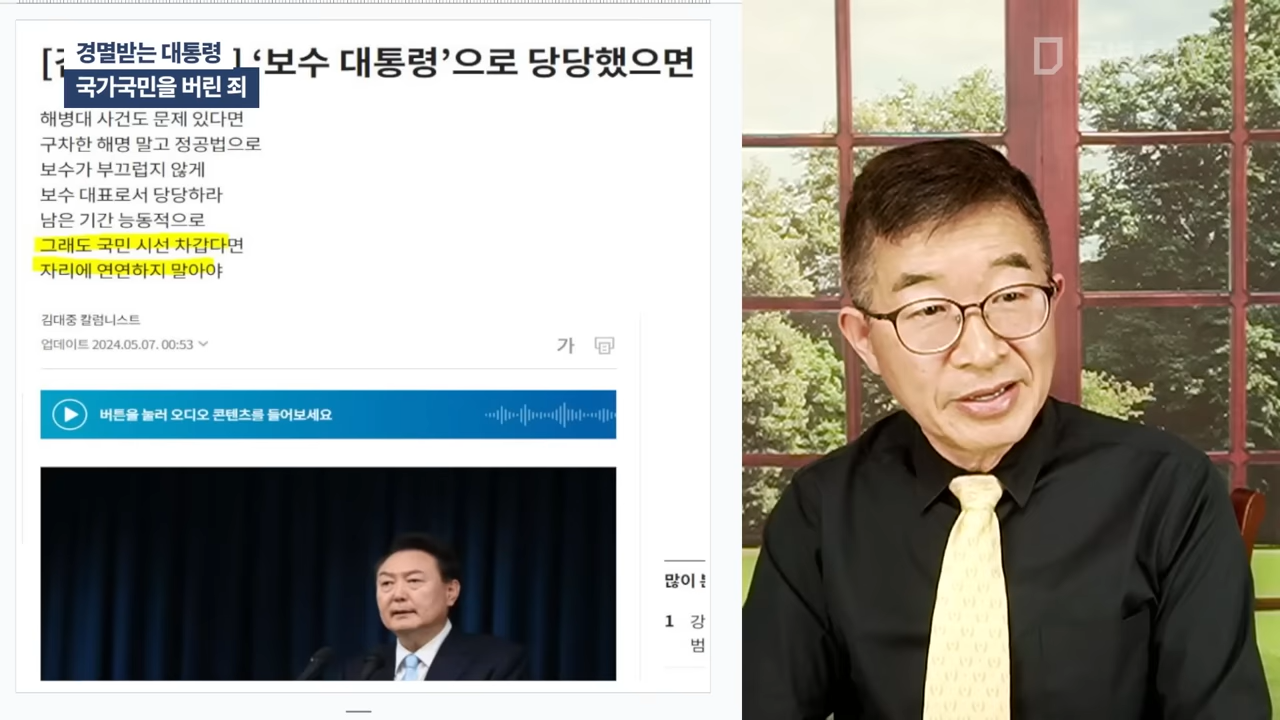 경멸받는 대통령
국가국민을 버린 죄
‘보수 대통령’으로 당당했으면
해병대 사건도 문제 있다면
구차한 해명 말고 정공법으로
보수가 부끄럽지 않게
보수 대표로서 당당하라
남은 기간 능동적으로
그래도 국민 시선 차갑다면
자리에 연연하지 말아야
김대중 칼럼니스트
업데이트 2024.05.07. 00:53
가
버튼을 눌러 오디오 콘텐츠를 들어보세요
많이
1 강
범